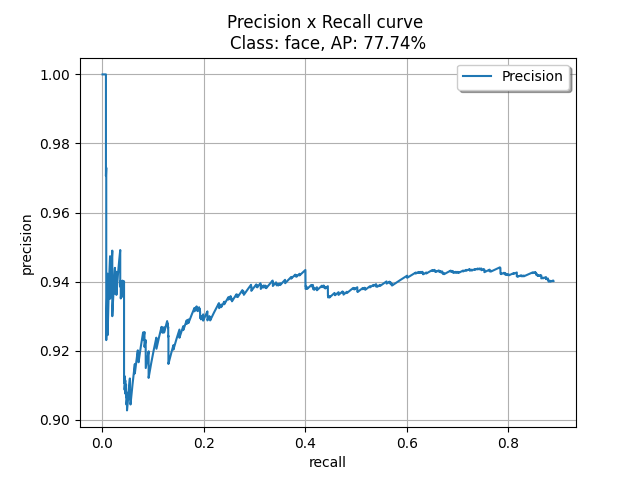 Precision x Recall curve
Class: face, AP: 77.74%
Precision
1.00
0.98
0.96
0.94
0.92
0.90
precision
0.0 0.2 0.4 0.6 0.8
recall